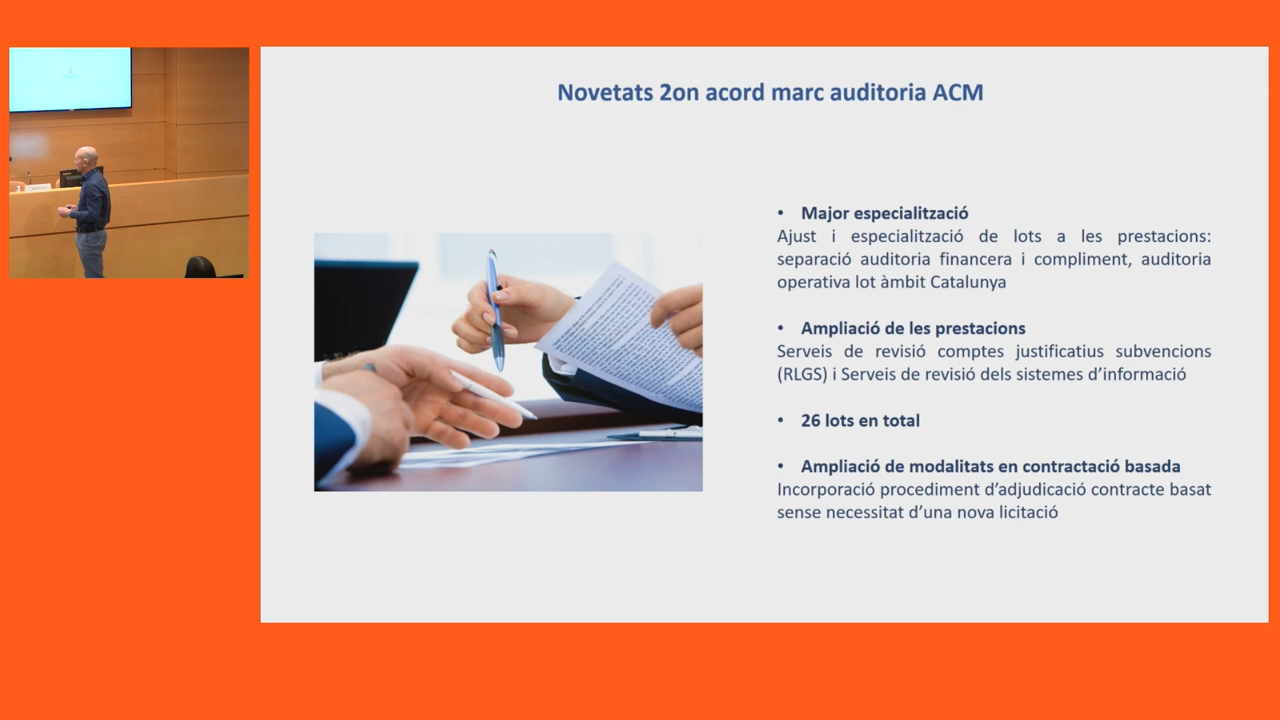 Novetats 2on acord marc auditoria ACM
• Major especialització
Ajust i especialització de lots a les prestacions:
separació auditoria financera i compliment, auditoria
operativa lot àmbit Catalunya
• Ampliació de les prestacions
Serveis de revisió comptes justificatius subvencions
(RLGS) i Serveis de revisió dels sistemes d’informació
• 26 lots en total
• Ampliació de modalitats en contractació basada
Incorporació procediment d’adjudicació contracte basat
sense necessitat d’una nova licitació